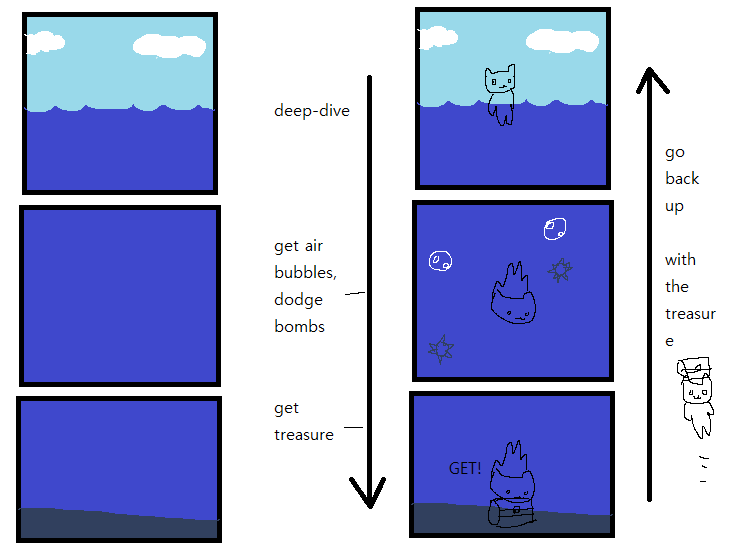 deep-dive
get air
bubbles,
dodge
bombs
get
treasure
GET!
go
back
up
with
the
treasur
e